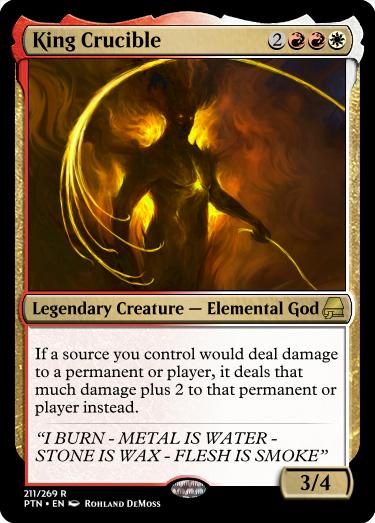 King Crucible
2
Legendary Creature — Elemental God
If a source you control would deal damage
to a permanent or player, it deals that
much damage plus 2 to that permanent or
player instead.
“I BURN - METAL IS WATER -
STONE IS WAX - FLESH IS SMOKE”
3/4
211/269 R
PTN • EN ROHLAND DEMOSS